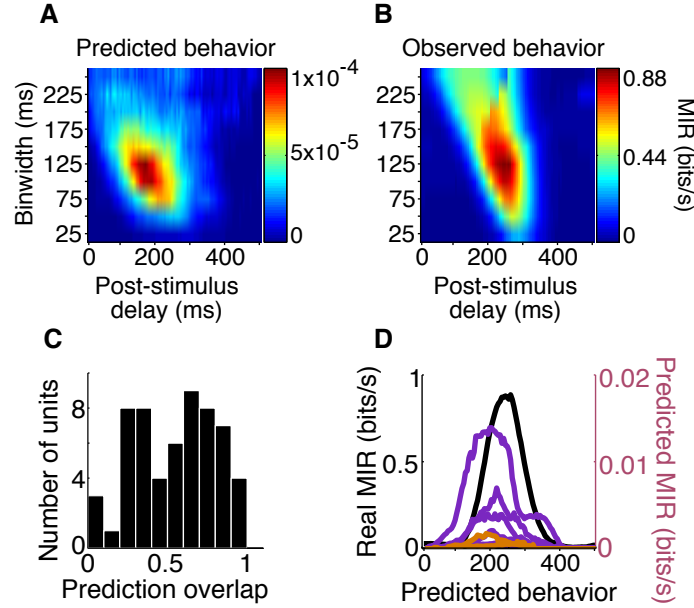 A
Predicted behavior
Binwidth (ms)
225
175
125
75
25
0
200
400
Post-stimulus
delay (ms)
1x10⁻⁴
5x10⁻⁵
0
B
Observed behavior
225
175
125
75
25
0
200
400
Post-stimulus
delay (ms)
0.88
0.44
0
MIR (bits/s)
C
Number of units
8
4
0
0
0.5
1
Prediction overlap
D
Real MIR (bits/s)
1
0.5
0
0
200
400
Predicted behavior
0.02
0.01
0
Predicted MIR (bits/s)